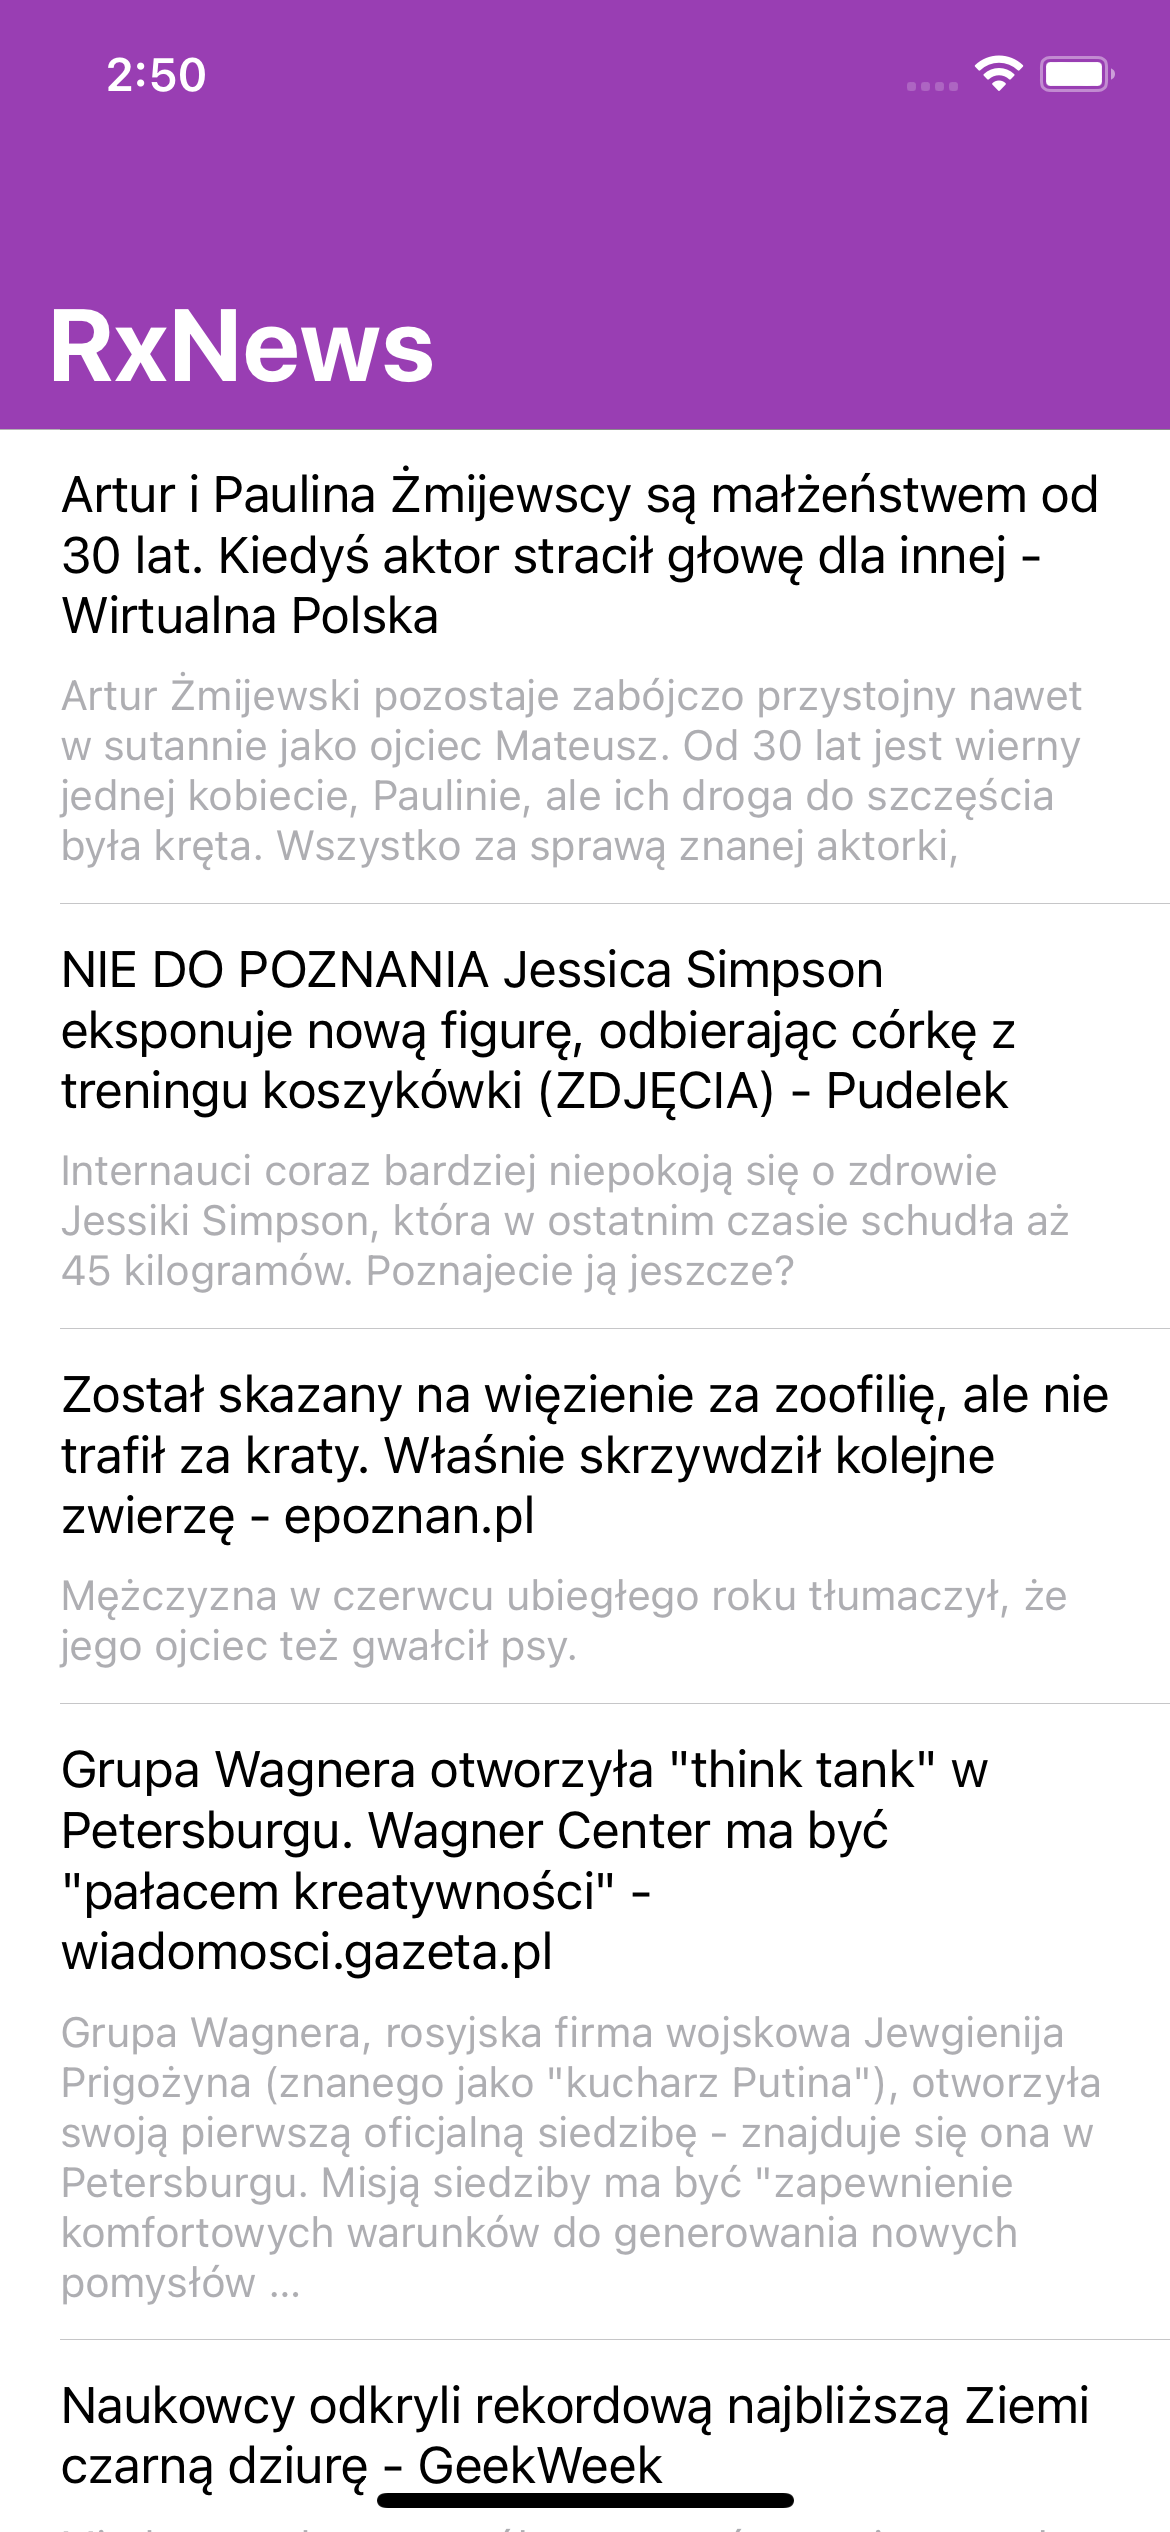 2:50
RxNews
Artur i Paulina Żmijewscy są małżeństwem od
30 lat. Kiedyś aktor stracił głowę dla innej -
Wirtualna Polska
Artur Żmijewski pozostaje zabójczo przystojny nawet
w sutannie jako ojciec Mateusz. Od 30 lat jest wierny
jednej kobiecie, Paulinie, ale ich droga do szczęścia
była kręta. Wszystko za sprawą znanej aktorki,
NIE DO POZNANIA Jessica Simpson
eksponuje nową figurę, odbierając córkę z
treningu koszykówki (ZDJĘCIA) - Pudelek
Internauci coraz bardziej niepokoją się o zdrowie
Jessiki Simpson, która w ostatnim czasie schudła aż
45 kilogramów. Poznajecie ją jeszcze?
Został skazany na więzienie za zoofilię, ale nie
trafił za kraty. Właśnie skrzywdził kolejne
zwierzę - epoznan.pl
Mężczyzna w czerwcu ubiegłego roku tłumaczył, że
jego ojciec też gwałcił psy.
Grupa Wagnera otworzyła "think tank" w
Petersburgu. Wagner Center ma być
"pałacem kreatywności" -
wiadomosci.gazeta.pl
Grupa Wagnera, rosyjska firma wojskowa Jewgienija
Prigożyna (znanego jako "kucharz Putina"), otworzyła
swoją pierwszą oficjalną siedzibę - znajduje się ona w
Petersburgu. Misją siedziby ma być "zapewnienie
komfortowych warunków do generowania nowych
pomysłów ...
Naukowcy odkryli rekordową najbliższą Ziemi
czarną dziurę - GeekWeek